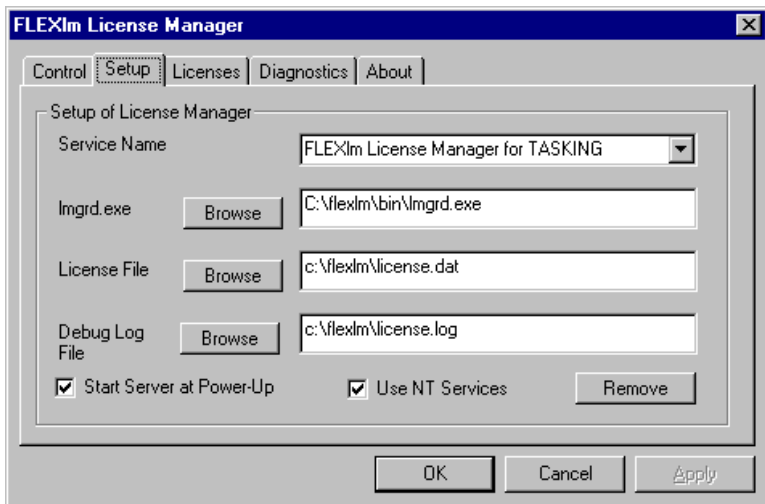 FLEXlm License Manager
Control Setup Licenses Diagnostics About
Setup of License Manager
Service Name FLEXlm License Manager for TASKING
lmgrd.exe Browse C:\flexlm\bin\lmgrd.exe
License File Browse c:\flexlm\license.dat
Debug Log File Browse c:\flexlm\license.log
Start Server at Power-Up Use NT Services Remove
OK Cancel Apply